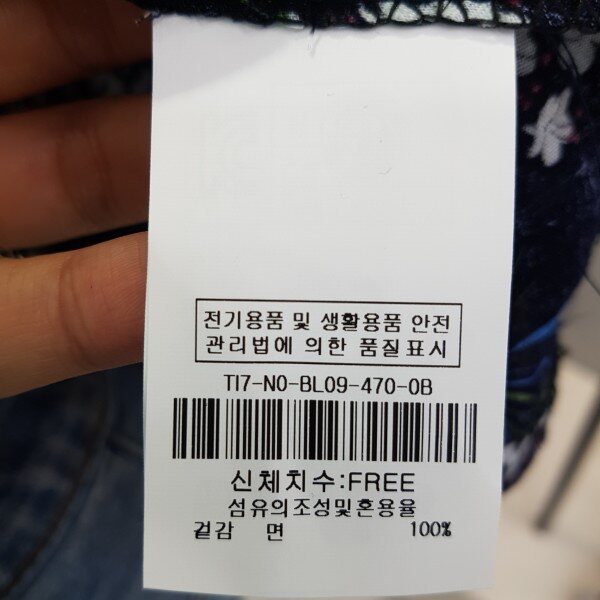 전기용품 및 생활용품 안전
관리법에 의한 품질표시
TI7-NO-BL09-470-0B
신체치수:FREE
섬유의조성및혼용율
겉감 면 100%